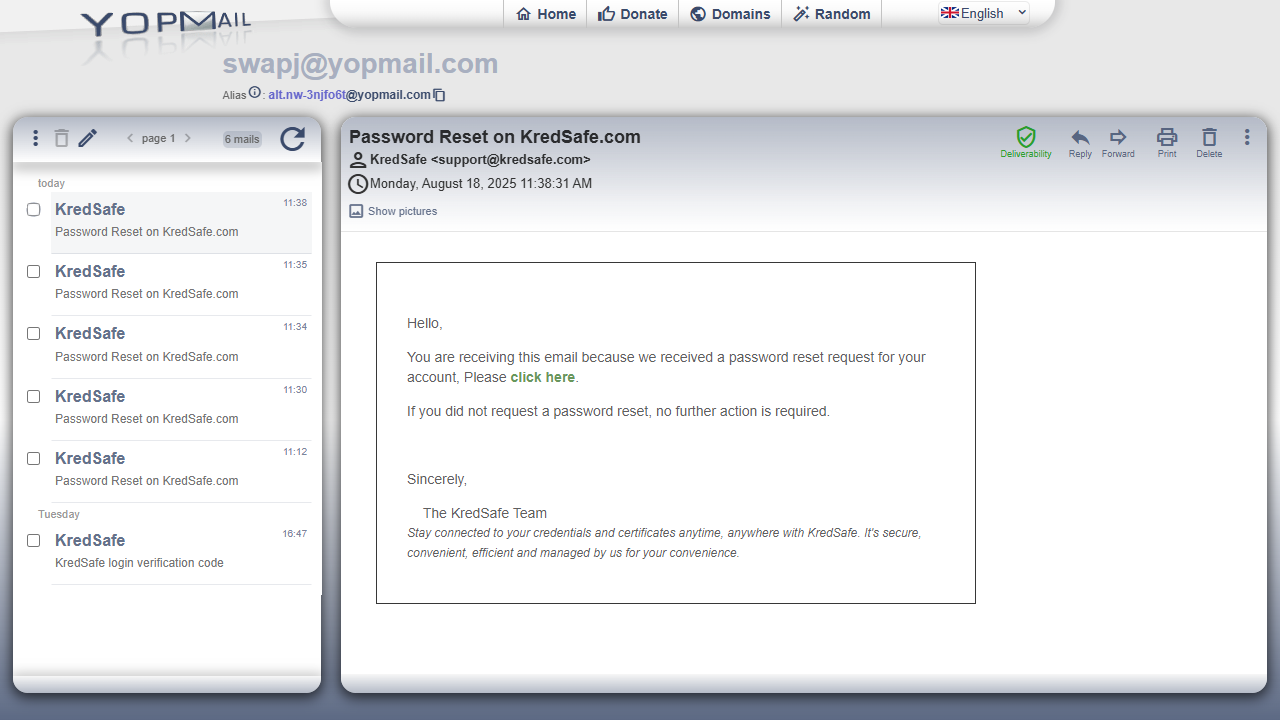 YOPMAIL
Home
Donate
Domains
Random
English
swapj@yopmail.com
Alias : alt.nw-3njfo6t@yopmail.com
page 1
6 mails
today
KredSafe 11:38
Password Reset on KredSafe.com
KredSafe 11:35
Password Reset on KredSafe.com
KredSafe 11:34
Password Reset on KredSafe.com
KredSafe 11:30
Password Reset on KredSafe.com
KredSafe 11:12
Password Reset on KredSafe.com
Tuesday
KredSafe 16:47
KredSafe login verification code
Password Reset on KredSafe.com
KredSafe <support@kredsafe.com>
Monday, August 18, 2025 11:38:31 AM
Show pictures
Deliverability
Reply
Forward
Print
Delete
Hello,
You are receiving this email because we received a password reset request for your
account, Please click here.
If you did not request a password reset, no further action is required.
Sincerely,
The KredSafe Team
Stay connected to your credentials and certificates anytime, anywhere with KredSafe. It's secure,
convenient, efficient and managed by us for your convenience.